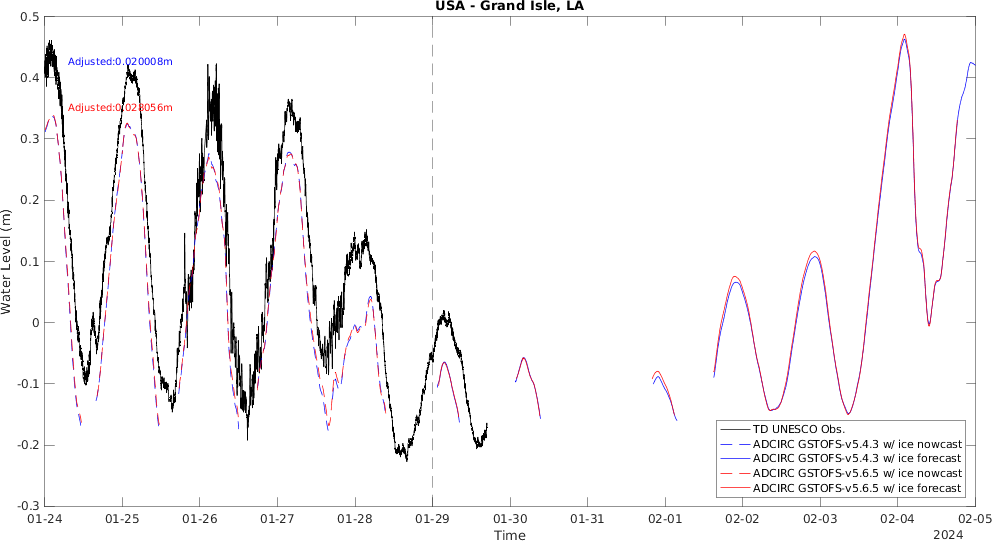 USA - Grand Isle, LA
Water Level (m)
0.5
0.4
0.3
0.2
0.1
0
-0.1
-0.2
-0.3
Adjusted:0.020008m
Adjusted:0.028056m
TD UNESCO Obs.
ADCIRC GSTOFS-v5.4.3 w/ ice nowcast
ADCIRC GSTOFS-v5.4.3 w/ ice forecast
ADCIRC GSTOFS-v5.6.5 w/ ice nowcast
ADCIRC GSTOFS-v5.6.5 w/ ice forecast
01-24 01-25 01-26 01-27 01-28 01-29 01-30 01-31 02-01 02-02 02-03 02-04 02-05
Time
2024